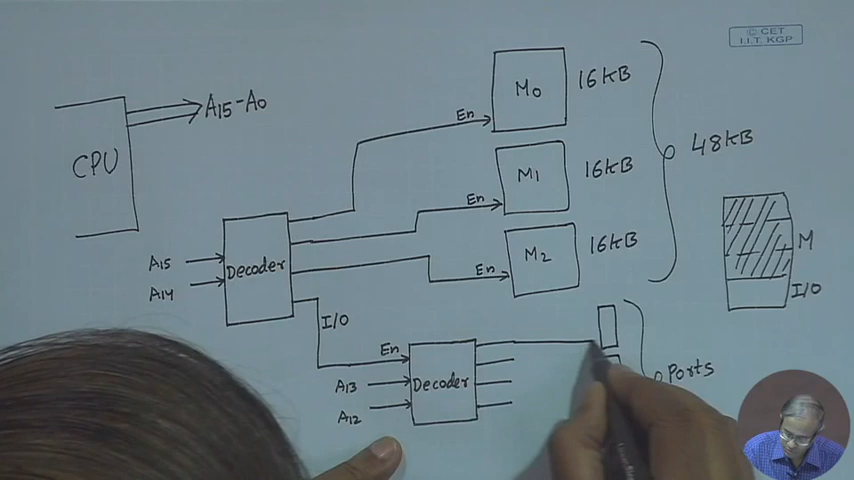 © CET
I.I.T. KGP
CPU
A15-A0
En
M0
16KB
En
M1
16KB
En
M2
16KB
48KB
A15
A14
Decoder
I/O
En
A13
A12
Decoder
Ports
M
I/O